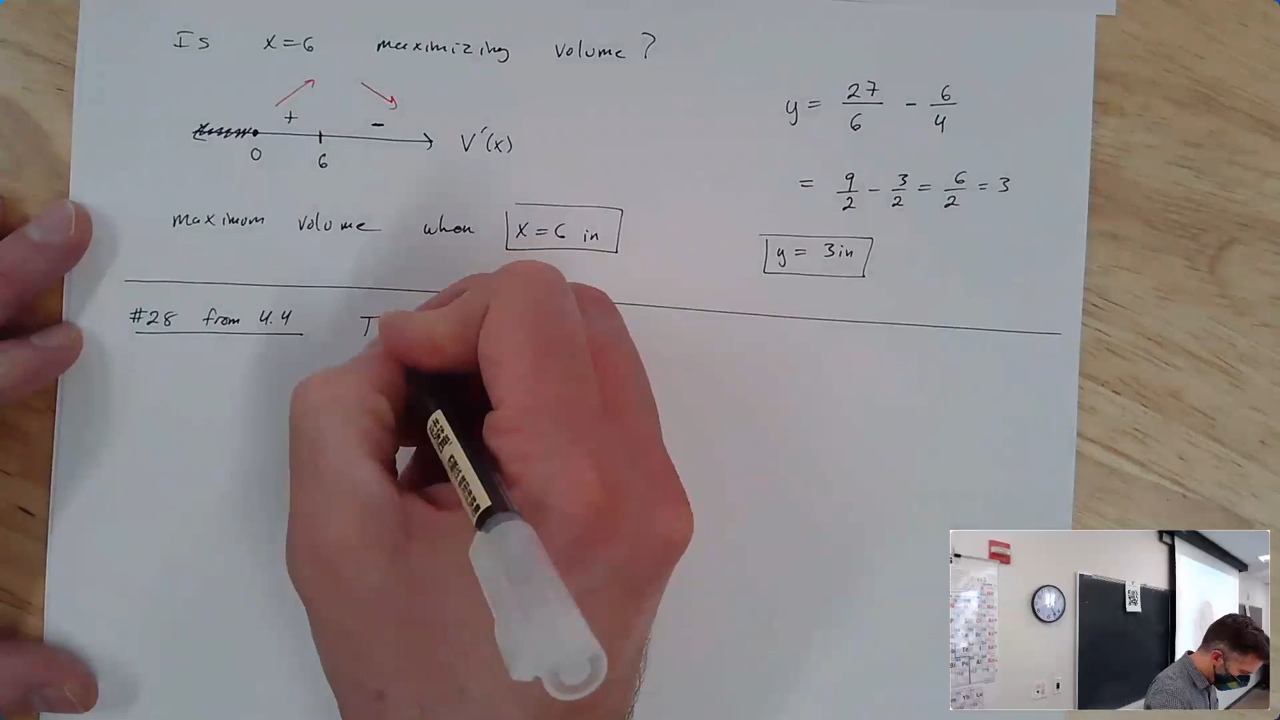 Is x=6 maximizing volume?
+ -
0 6 V'(x)
maximum volume when x=6 in
y = 27/6 - 6/4
= 9/2 - 3/2 = 6/2 = 3
y = 3in
#28 from 4.4 T